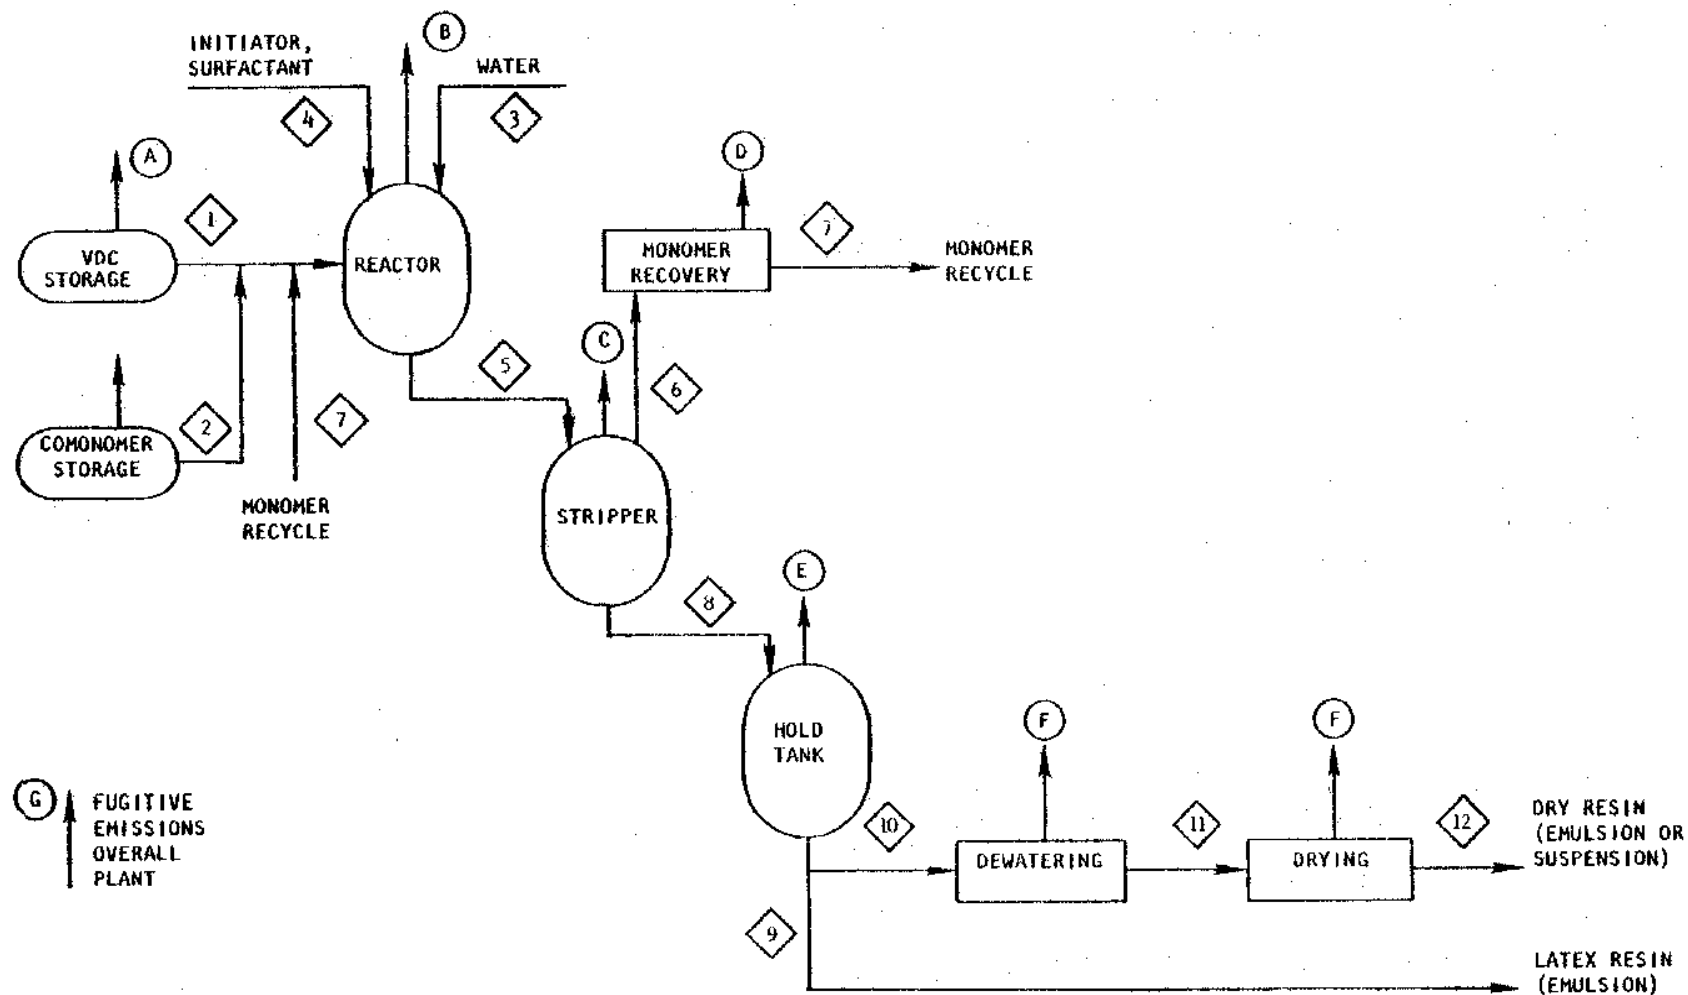 B
INITIATOR,
SURFACTANT
WATER
4
3
A
D
1
7
VDC
STORAGE
REACTOR
MONOMER
RECOVERY
MONOMER
RECYCLE
C
5
6
2
7
COMONOMER
STORAGE
MONOMER
RECYCLE
STRIPPER
E
8
HOLD
TANK
F
F
G
FUGITIVE
EMISSIONS
OVERALL
PLANT
10
11
12
DRY RESIN
(EMULSION OR
SUSPENSION)
DEWATERING
DRYING
9
LATEX RESIN
(EMULSION)